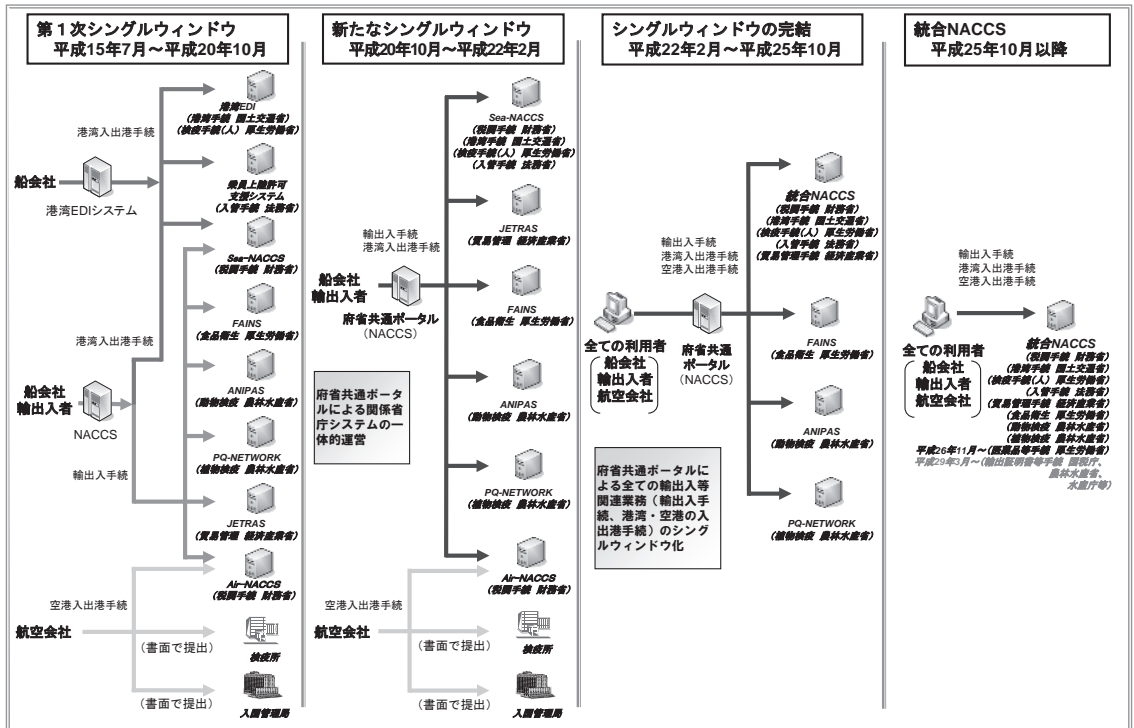 第１次シングルウィンドウ
平成15年7月～平成20年10月
港湾EDI
(港湾手続 国土交通省)
(検疫手続(人) 厚生労働省)
港湾入出港手続
船会社
港湾EDIシステム
乗員上陸許可
支援システム
(入管手続 法務省)
Sea-NACCS
(税関手続 財務省)
FAINS
(食品衛生 厚生労働省)
港湾入出港手続
船会社
輸出入者
NACCS
ANIPAS
(動物検疫 農林水産省)
PQ-NETWORK
(植物検疫 農林水産省)
輸出入手続
JETRAS
(貿易管理 経済産業省)
Air-NACCS
(税関手続 財務省)
空港入出港手続
航空会社
(書面で提出)
検疫所
(書面で提出)
入国管理局
新たなシングルウィンドウ
平成20年10月～平成22年2月
Sea-NACCS
(税関手続 財務省)
(港湾手続 国土交通省)
(検疫手続(人) 厚生労働省)
(入管手続 法務省)
JETRAS
(貿易管理 経済産業省)
輸出入手続
港湾入出港手続
船会社
輸出入者
府省共通ポータル
（NACCS）
FAINS
(食品衛生 厚生労働省)
府省共通ポータ
ルによる関係省
庁システムの一
体的運営
ANIPAS
(動物検疫 農林水産省)
PQ-NETWORK
(植物検疫 農林水産省)
Air-NACCS
(税関手続 財務省)
空港入出港手続
航空会社
(書面で提出)
検疫所
(書面で提出)
入国管理局
シングルウィンドウの完結
平成22年2月～平成25年10月
統合NACCS
(税関手続 財務省)
(港湾手続 国土交通省)
(検疫手続(人) 厚生労働省)
(入管手続 法務省)
(貿易管理手続 経済産業省)
輸出入手続
港湾入出港手続
空港入出港手続
全ての利用者
船会社
輸出入者
航空会社
府省共通
ポータル
（NACCS）
FAINS
(食品衛生 厚生労働省)
ANIPAS
(動物検疫 農林水産省)
府省共通ポータルに
よる全ての輸出入等
関連業務（輸出入手
続、港湾・空港の入
出港手続）のシング
ルウィンドウ化
PQ-NETWORK
(植物検疫 農林水産省)
統合NACCS
平成25年10月以降
輸出入手続
港湾入出港手続
空港入出港手続
全ての利用者
船会社
輸出入者
航空会社
統合NACCS
(税関手続 財務省)
(港湾手続 国土交通省)
(検疫手続(人) 厚生労働省)
(入管手続 法務省)
(貿易管理手続 経済産業省)
(食品衛生 厚生労働省)
(動物検疫 農林水産省)
(植物検疫 農林水産省)
平成26年11月～(医薬品等手続 厚生労働省)
平成29年3月～(輸出証明書等手続 国税庁、
農林水産省、
水産庁等)